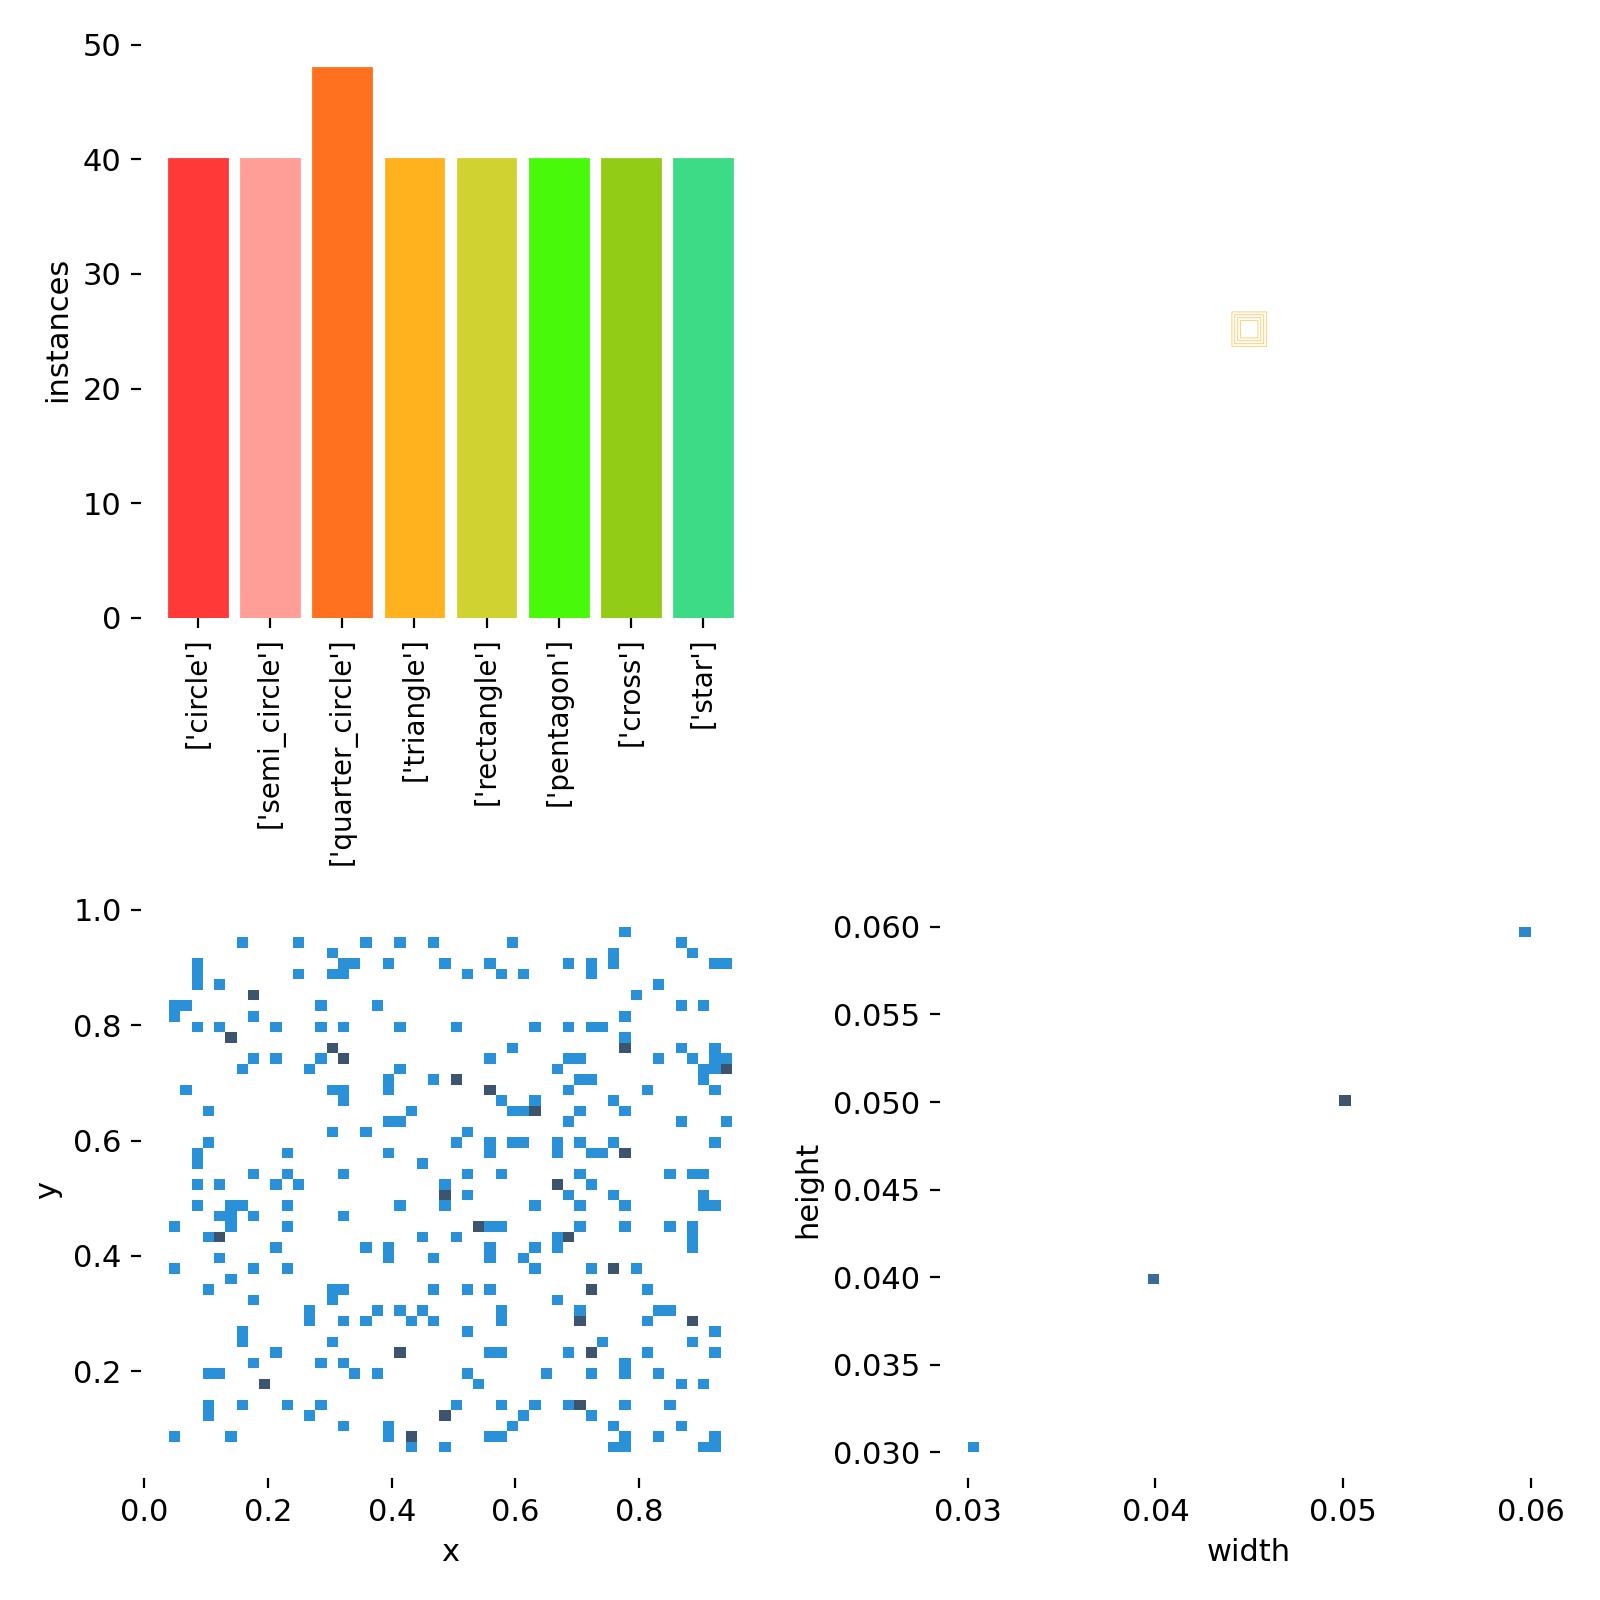 50
40
30
20
10
0
instances
['circle']
['semi_circle']
['quarter_circle']
['triangle']
['rectangle']
['pentagon']
['cross']
['star']
1.0
0.8
0.6
0.4
0.2
y
0.0 0.2 0.4 0.6 0.8
x
0.060
0.055
0.050
0.045
0.040
0.035
0.030
height
0.03 0.04 0.05 0.06
width